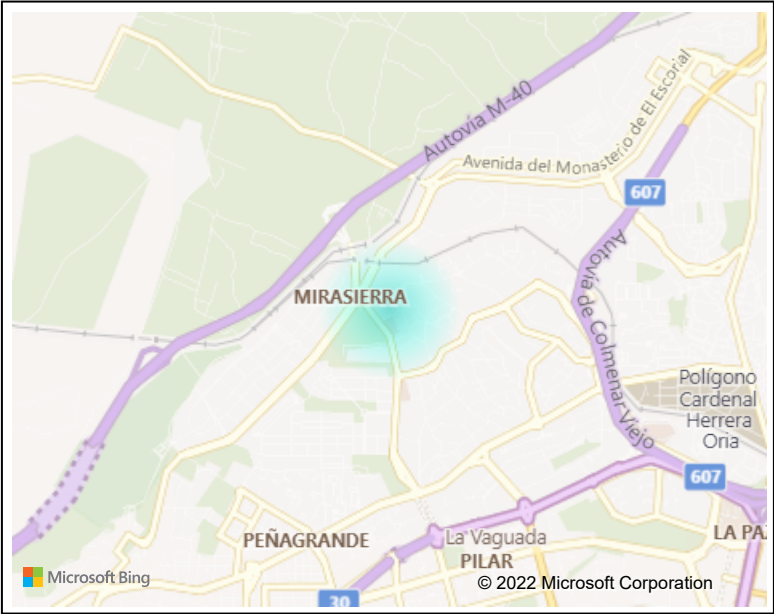 Autovía M-40
Avenida del Monasterio de El Escorial
607
Autovía de Colmenar Viejo
MIRASIERRA
Polígono
Cardenal
Herrera
Oria
607
PEÑAGRANDE
La Vaguada
PILAR
LA PAZ
Microsoft Bing
© 2022 Microsoft Corporation
30